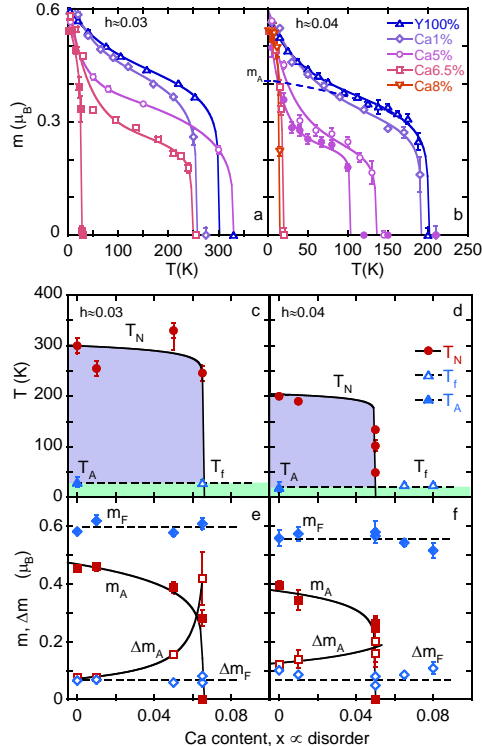 h≈0.03
h≈0.04
Y100%
Ca1%
Ca5%
Ca6.5%
Ca8%
0.6
0.3
0
m (μB)
mA
a
b
0 100 200 300
0 50 100 150 200 250
T(K)
T(K)
h≈0.03
c
h≈0.04
d
400
300
200
100
0
T (K)
TN
TN
TN
Tf
TA
TA
Tf
TA
Tf
0.6
0.4
0.2
0.0
m, Δm (μB)
mF
e
mF
f
mA
mA
ΔmA
ΔmA
ΔmF
0 0.04 0.08
0 0.04 0.08
Ca content, x ∝ disorder